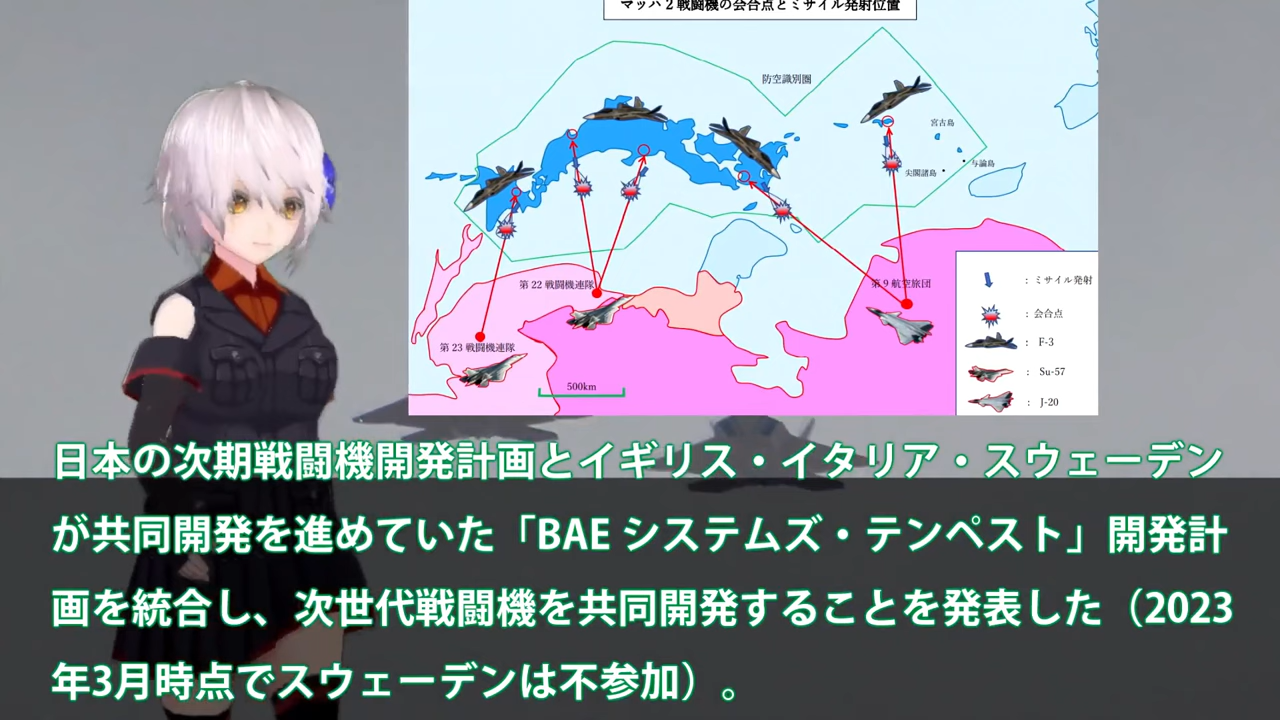 マッハ2戦闘機の会合点とミサイル発射位置
防空識別圏
宮古島
与論島
尖閣諸島
第22戦闘機連隊
第9航空旅団
第23戦闘機連隊
500km
：ミサイル発射
：会合点
： F-3
： Su-57
： J-20
日本の次期戦闘機開発計画とイギリス・イタリア・スウェーデン
が共同開発を進めていた「BAE システムズ・テンペスト」開発計
画を統合し、次世代戦闘機を共同開発することを発表した（2023
年3月時点でスウェーデンは不参加）。